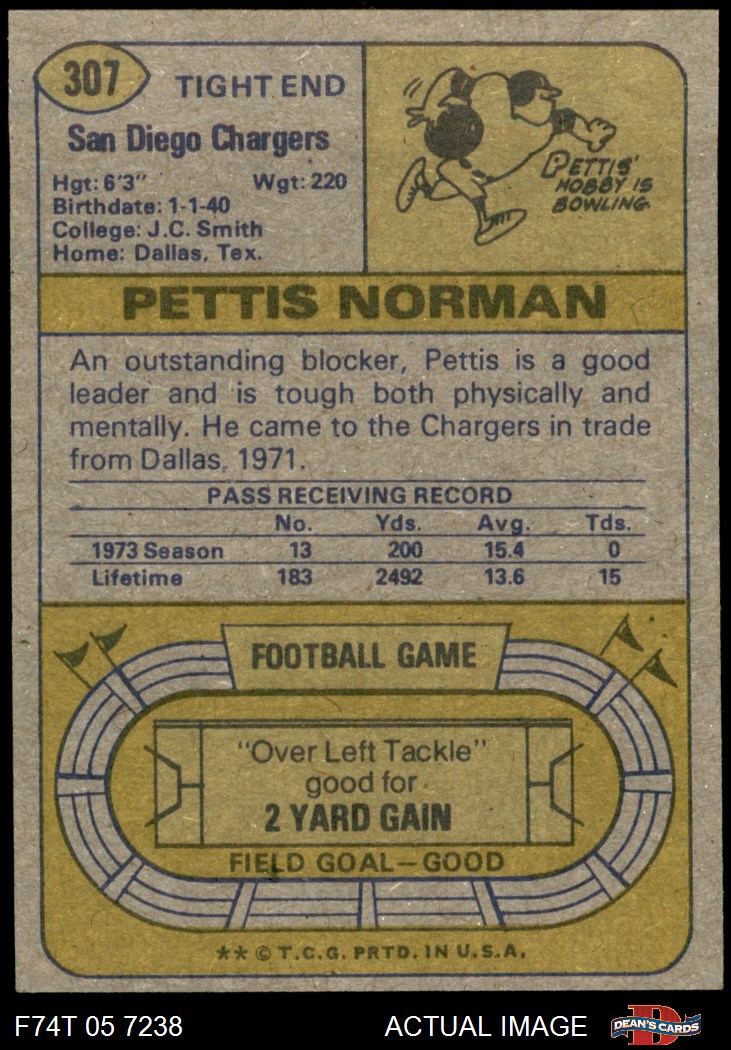 307
TIGHT END
San Diego Chargers
Hgt: 6'3" Wgt: 220
Birthdate: 1-1-40
College: J.C. Smith
Home: Dallas, Tex.
PETTIS'
HOBBY IS
BOWLING.
PETTIS NORMAN
An outstanding blocker, Pettis is a good
leader and is tough both physically and
mentally. He came to the Chargers in trade
from Dallas, 1971.
PASS RECEIVING RECORD
No. Yds. Avg. Tds.
1973 Season 13 200 15.4 0
Lifetime 183 2492 13.6 15
FOOTBALL GAME
"Over Left Tackle"
good for
2 YARD GAIN
FIELD GOAL—GOOD
** © T.C.G. PRTD. IN U.S.A.
F74T 05 7238 ACTUAL IMAGE
D
DEAN'S CARDS